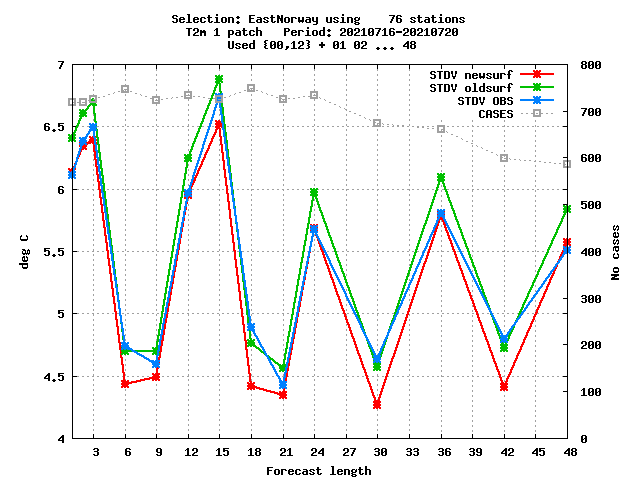 Selection: EastNorway using    76 stations
T2m 1 patch   Period: 20210716-20210720
Used {00,12} + 01 02 ... 48
STDV newsurf
STDV oldsurf
STDV OBS
CASES
7
6.5
6
5.5
5
4.5
4
deg C
800
700
600
500
400
300
200
100
0
No cases
3 6 9 12 15 18 21 24 27 30 33 36 39 42 45 48
Forecast length